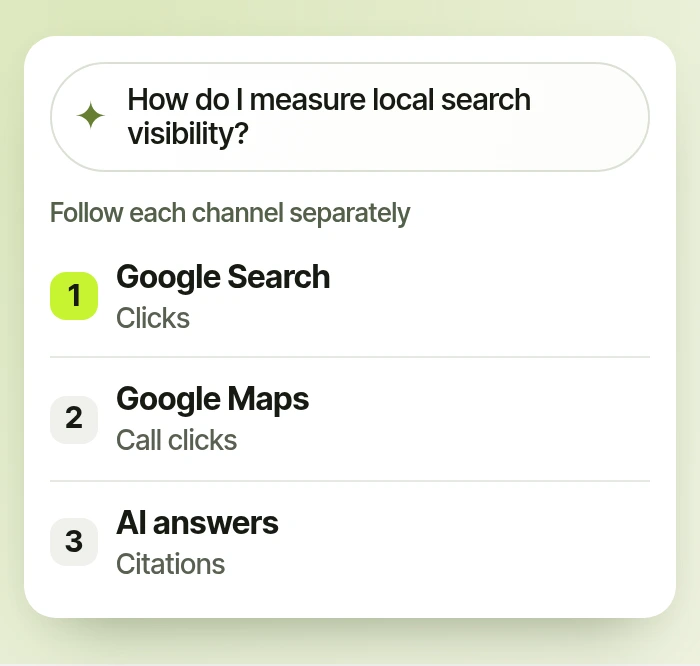 How do I measure local search
visibility?
Follow each channel separately
1
Google Search
Clicks
2
Google Maps
Call clicks
3
AI answers
Citations